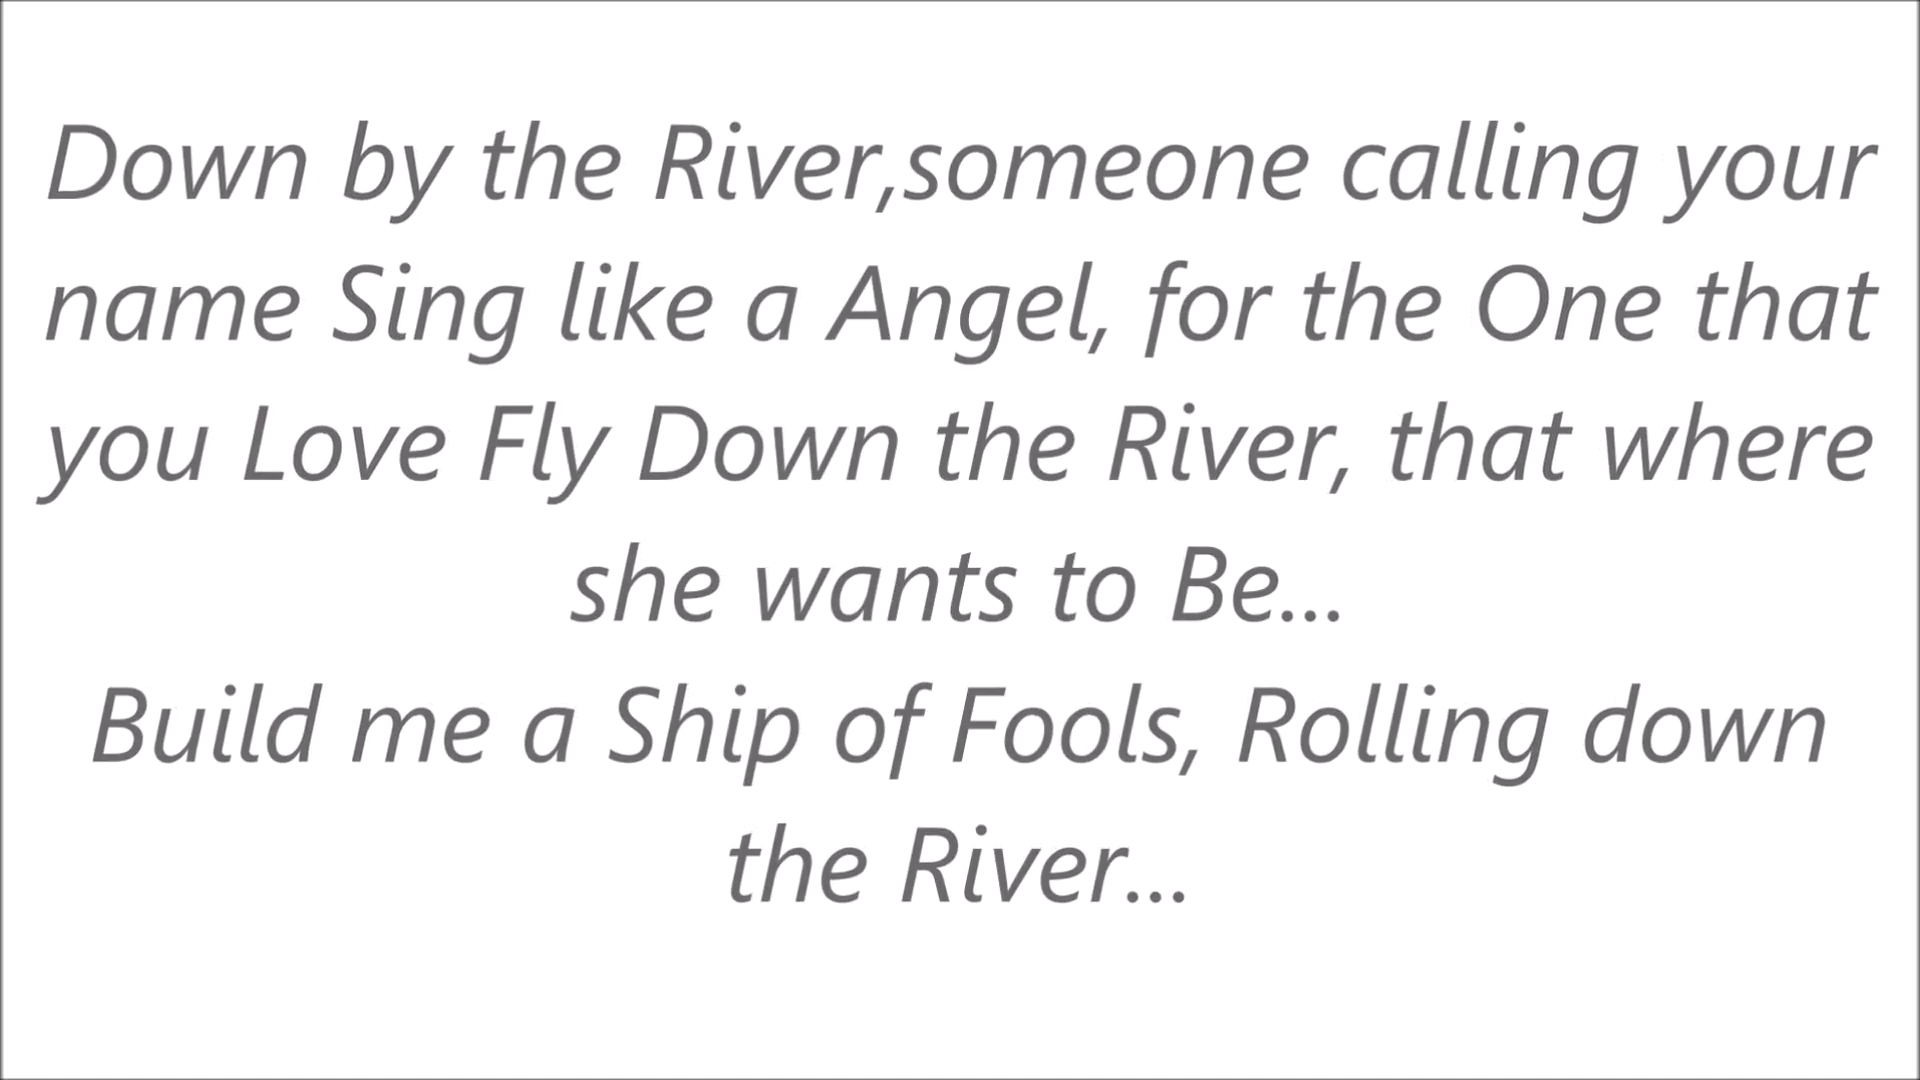 Down by the River,someone calling your
name Sing like a Angel, for the One that
you Love Fly Down the River, that where
she wants to Be...
Build me a Ship of Fools, Rolling down
the River...